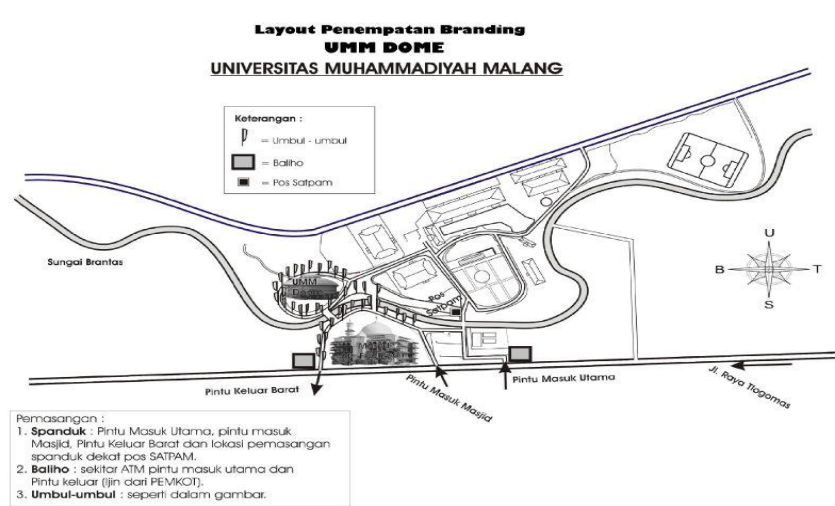 Layout Penempatan Branding
UMM DOME
UNIVERSITAS MUHAMMADIYAH MALANG
Keterangan :
= Umbul - umbul
= Baliho
= Pos Satpam
Sungai Brantas
U
B
T
S
UMM
Pos
Satpam
Pintu Keluar Barat
Pintu Masuk Masjid
Pintu Masuk Utama
Jl. Raya Tlogomas
Pemasangan :
1. Spanduk : Pintu Masuk Utama, pintu masuk
Masjid, Pintu Keluar Barat dan lokasi pemasangan
spanduk dekat pos SATPAM.
2. Baliho : sekitar ATM pintu masuk utama dan
Pintu keluar (Ijin dari PEMKOT).
3. Umbul-umbul : seperti dalam gambar.